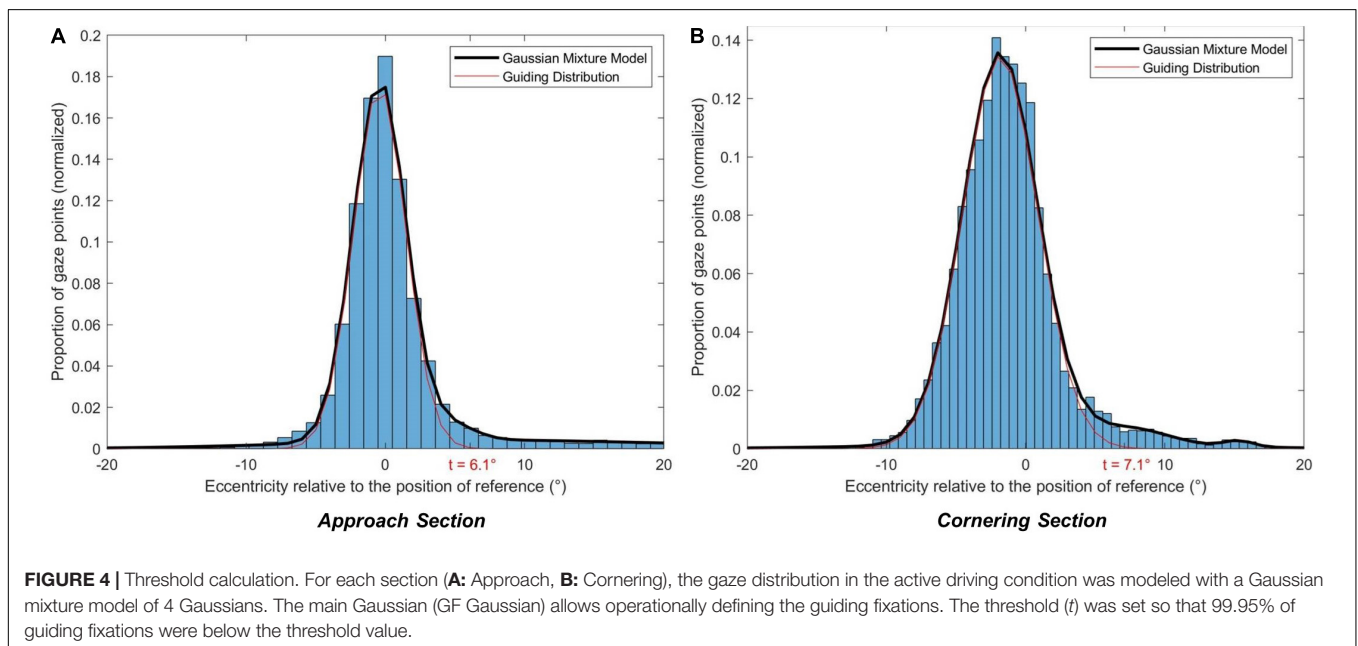 A
0.2
0.18
0.16
0.14
0.12
0.1
0.08
0.06
0.04
0.02
0
Proportion of gaze points (normalized)
Gaussian Mixture Model
Guiding Distribution
-20
-10
0
t = 6.1°
10
20
Eccentricity relative to the position of reference (°)
Approach Section
B
0.14
0.12
0.1
0.08
0.06
0.04
0.02
0
Proportion of gaze points (normalized)
Gaussian Mixture Model
Guiding Distribution
-20
-10
0
t = 7.1°
10
20
Eccentricity relative to the position of reference (°)
Cornering Section
FIGURE 4 | Threshold calculation. For each section (A: Approach, B: Cornering), the gaze distribution in the active driving condition was modeled with a Gaussian
mixture model of 4 Gaussians. The main Gaussian (GF Gaussian) allows operationally defining the guiding fixations. The threshold (t) was set so that 99.95% of
guiding fixations were below the threshold value.